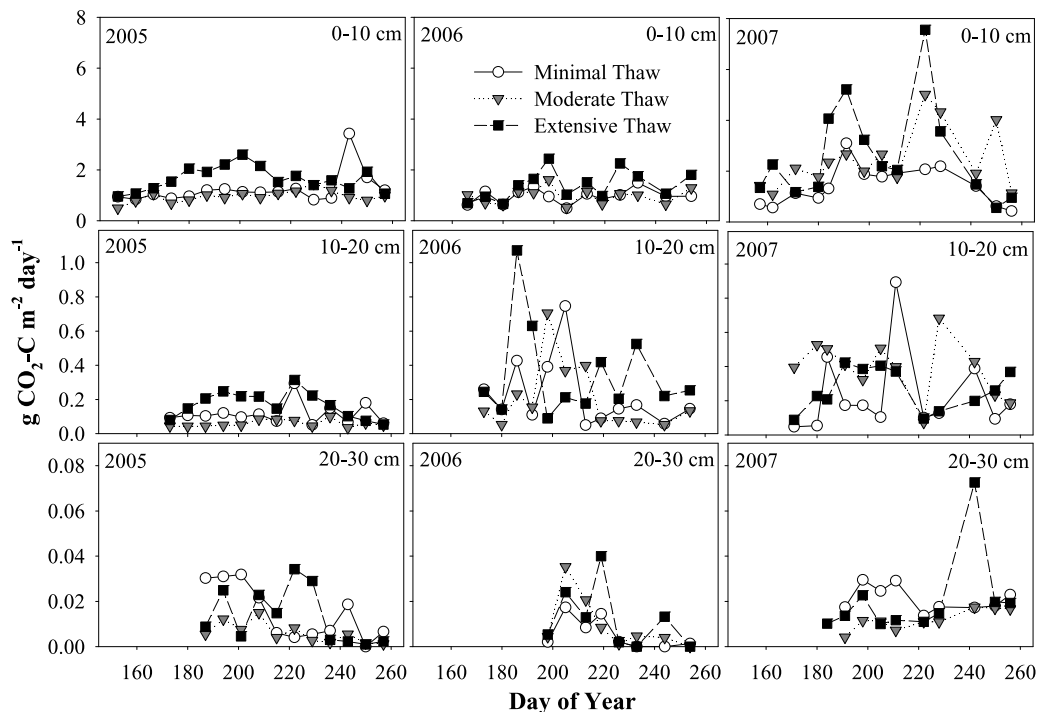 8
6
4
2
0
2005
0-10 cm
2006
0-10 cm
Minimal Thaw
Moderate Thaw
Extensive Thaw
2007
0-10 cm
g CO₂-C m⁻² day⁻¹
1.0
0.8
0.6
0.4
0.2
0.0
2005
10-20 cm
2006
10-20 cm
2007
10-20 cm
0.08
0.06
0.04
0.02
0.00
2005
20-30 cm
2006
20-30 cm
2007
20-30 cm
160 180 200 220 240 260
160 180 200 220 240 260
160 180 200 220 240 260
Day of Year